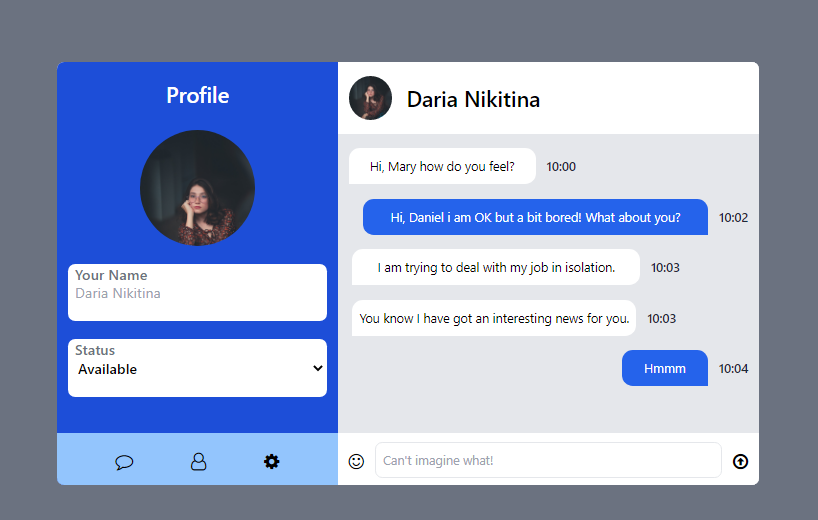 Profile
Your Name
Daria Nikitina
Status
Available
Daria Nikitina
Hi, Mary how do you feel?
10:00
Hi, Daniel i am OK but a bit bored! What about you?
10:02
I am trying to deal with my job in isolation.
10:03
You know I have got an interesting news for you.
10:03
Hmmm
10:04
Can't imagine what!